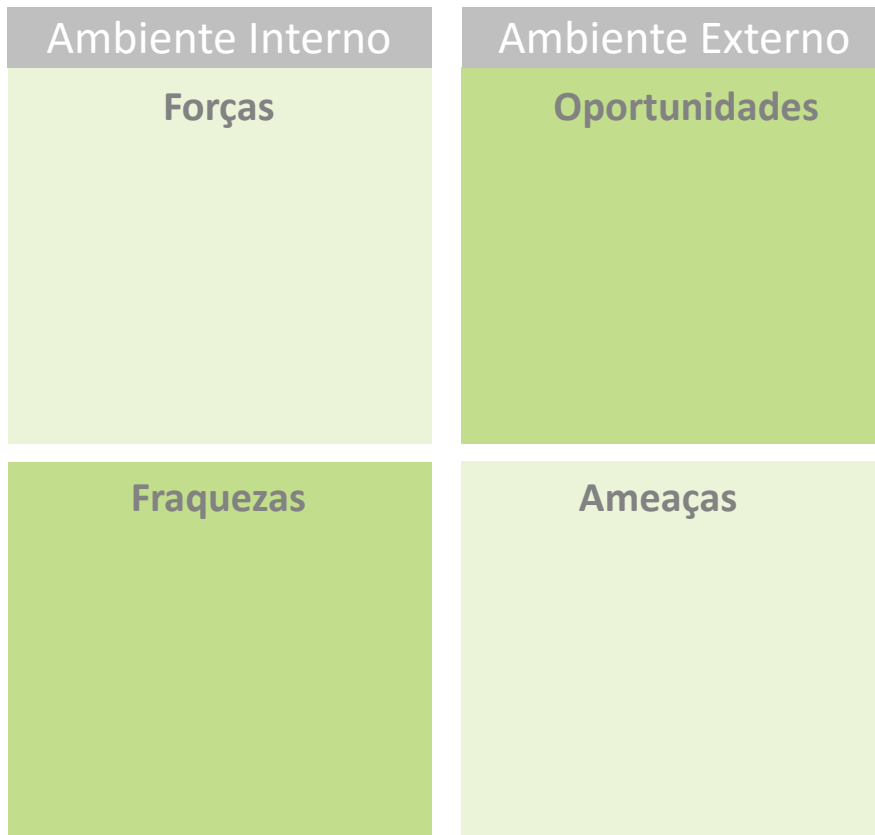 Ambiente Interno
Ambiente Externo
Forças
Oportunidades
Fraquezas
Ameaças